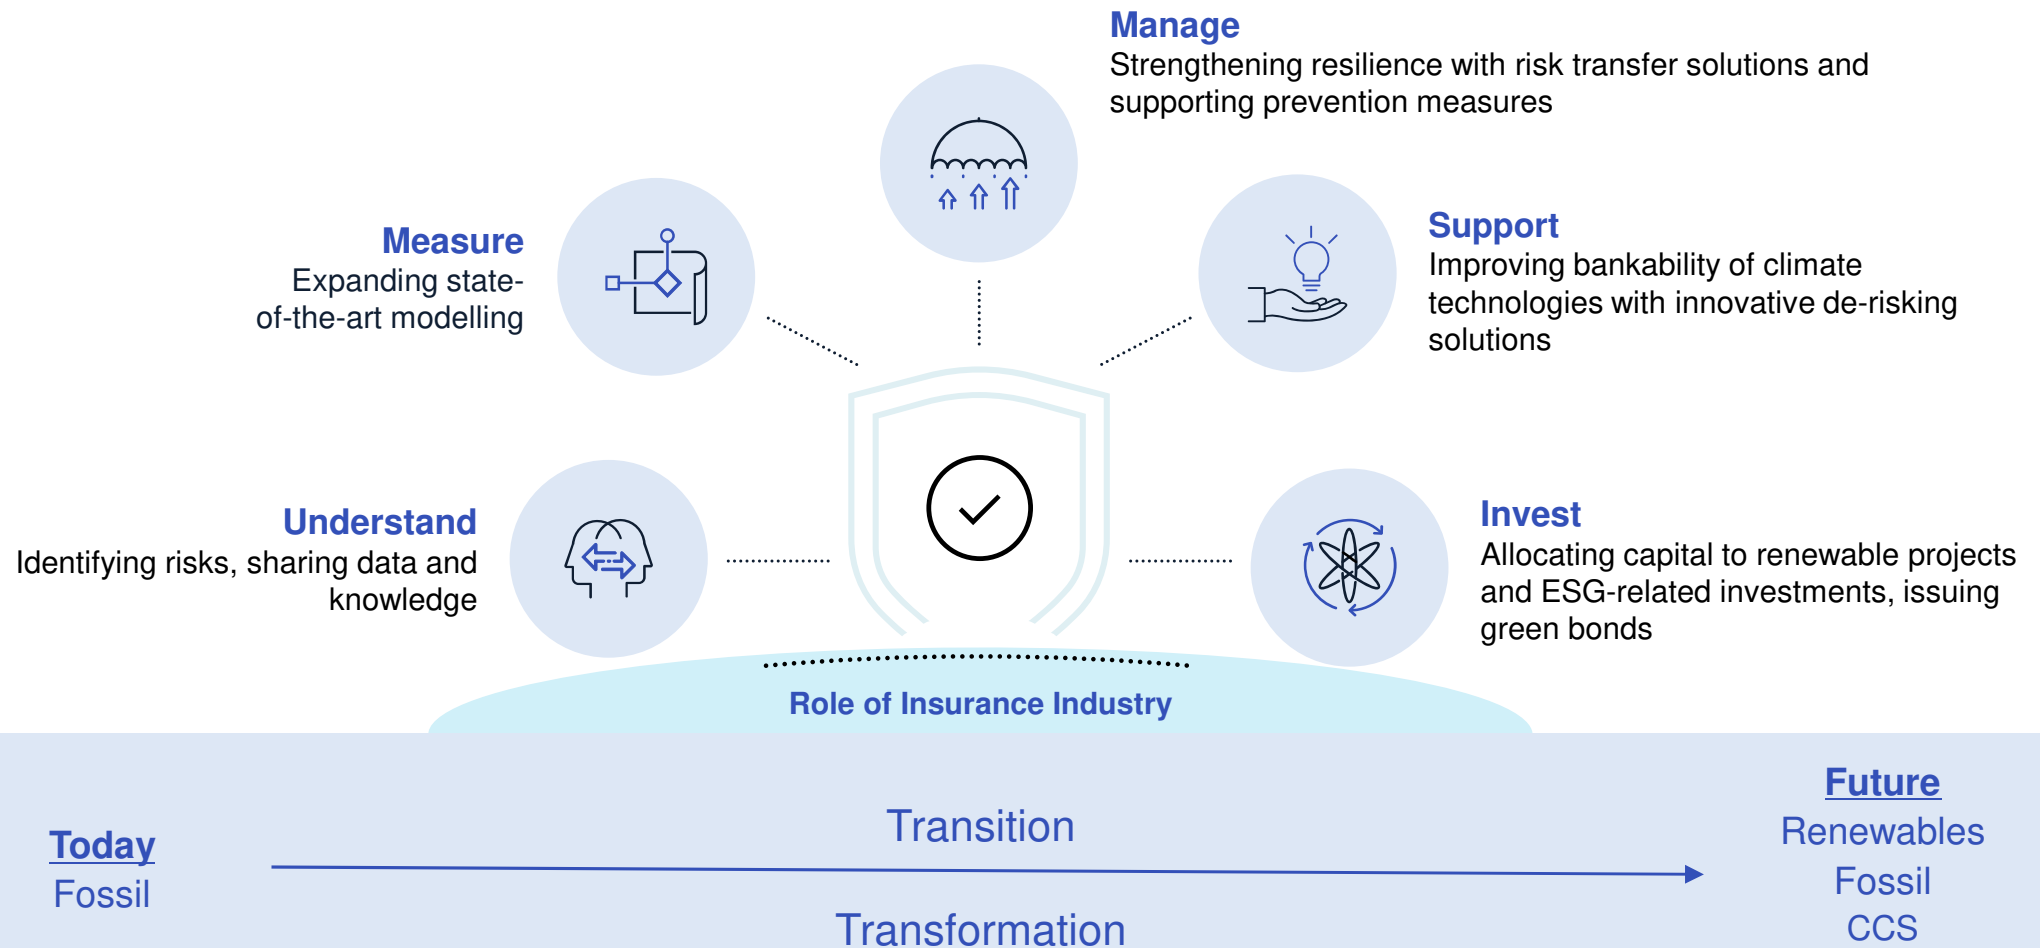 Manage
Strengthening resilience with risk transfer solutions and
supporting prevention measures
Measure
Expanding state-
of-the-art modelling
Support
Improving bankability of climate
technologies with innovative de-risking
solutions
Understand
Identifying risks, sharing data and
knowledge
Invest
Allocating capital to renewable projects
and ESG-related investments, issuing
green bonds
Role of Insurance Industry
Today
Fossil
Transition
Transformation
Future
Renewables
Fossil
CCS